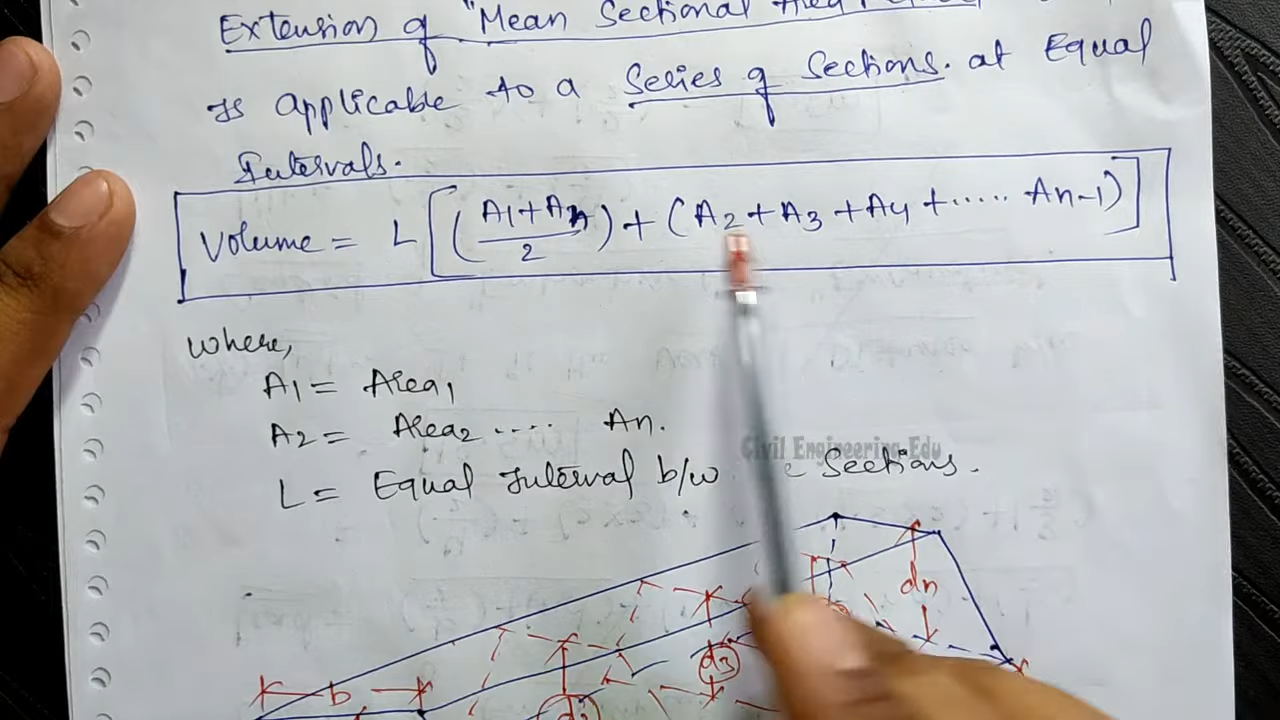 Extension of "Mean Sectional Area
Is applicable to a Series of Sections. at Equal
Intervals.
Volume = L [(A1+An/2) + (A2+A3+A4+..... An-1)]
where,
A1= Area1
A2= Area2 .... An.
L= Equal Interval b/w Sections.
Civil Engineering Edu
dn
d3
b